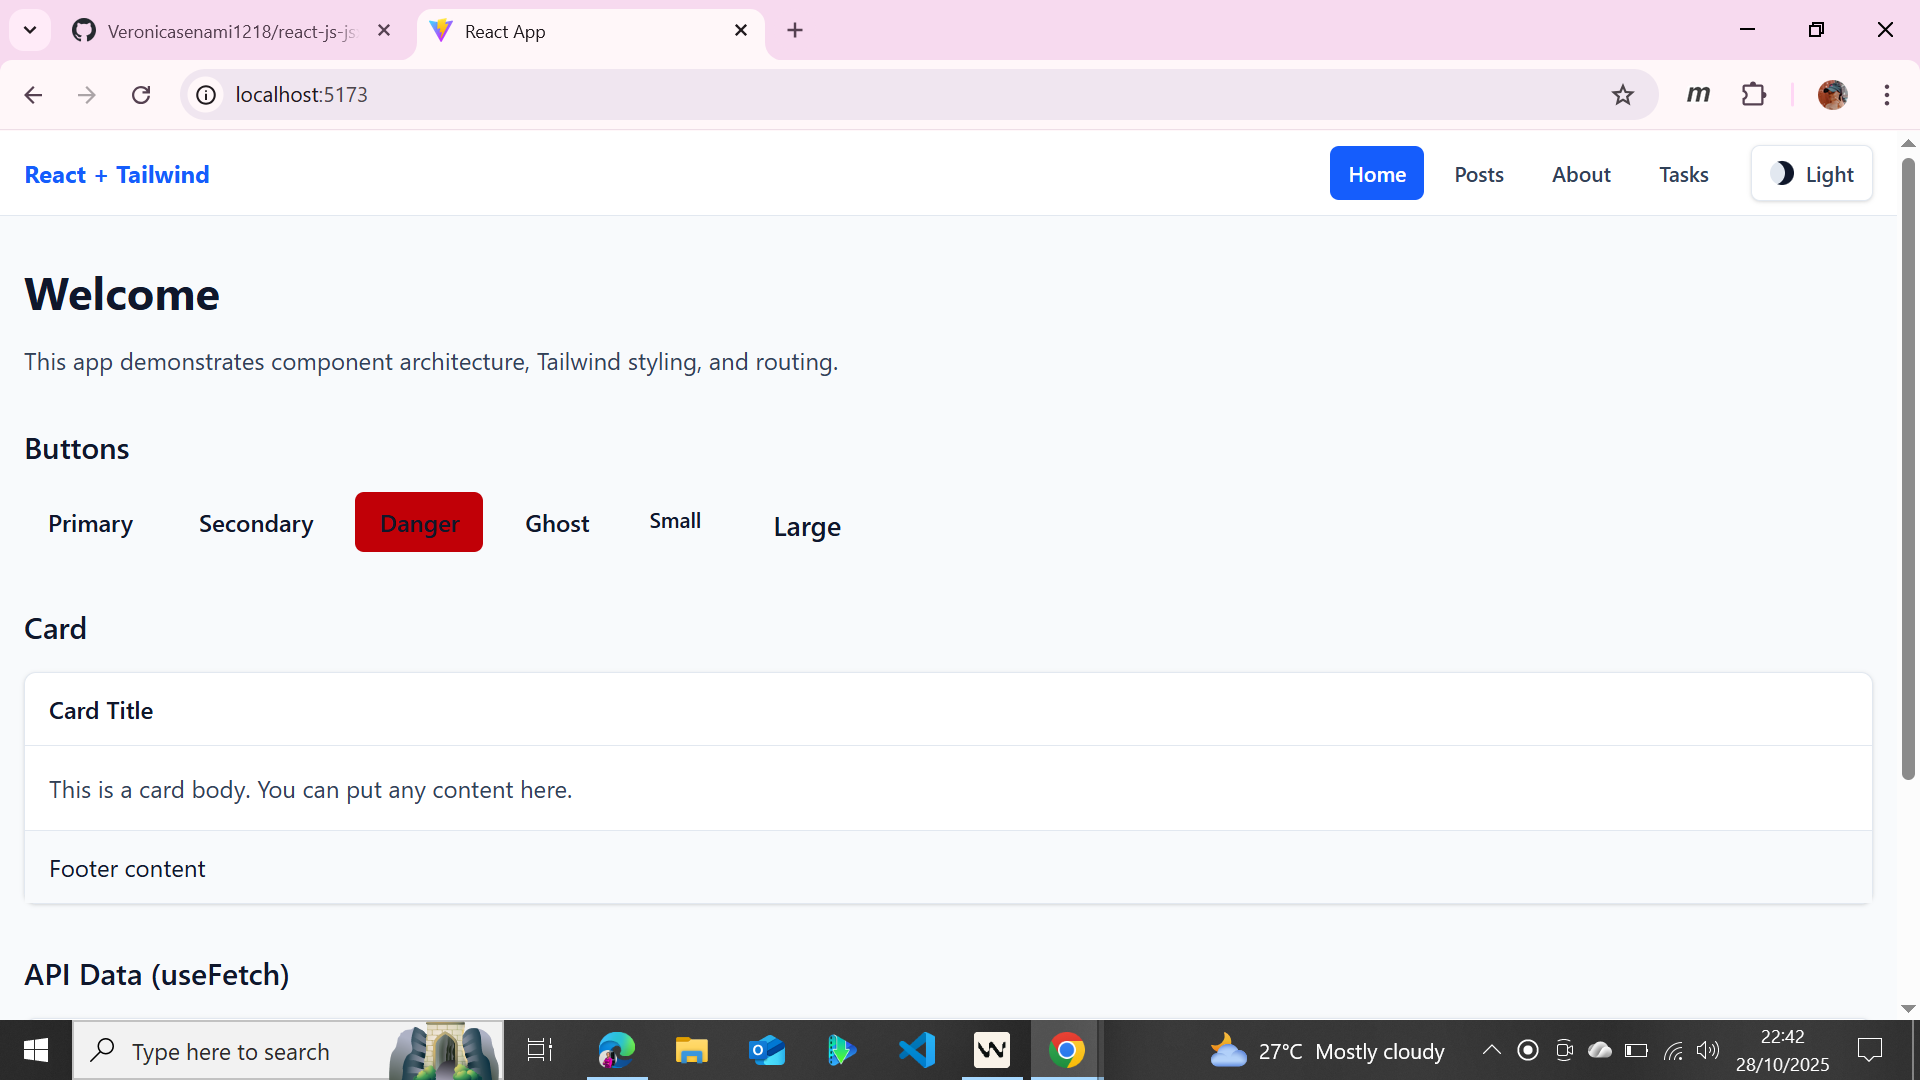 Veronicasenami1218/react-js-js
React App
localhost:5173
m
React + Tailwind
Home Posts About Tasks Light
Welcome
This app demonstrates component architecture, Tailwind styling, and routing.
Buttons
Primary Secondary Danger Ghost Small Large
Card
Card Title
This is a card body. You can put any content here.
Footer content
API Data (useFetch)
Type here to search
27°C Mostly cloudy
22:42
28/10/2025